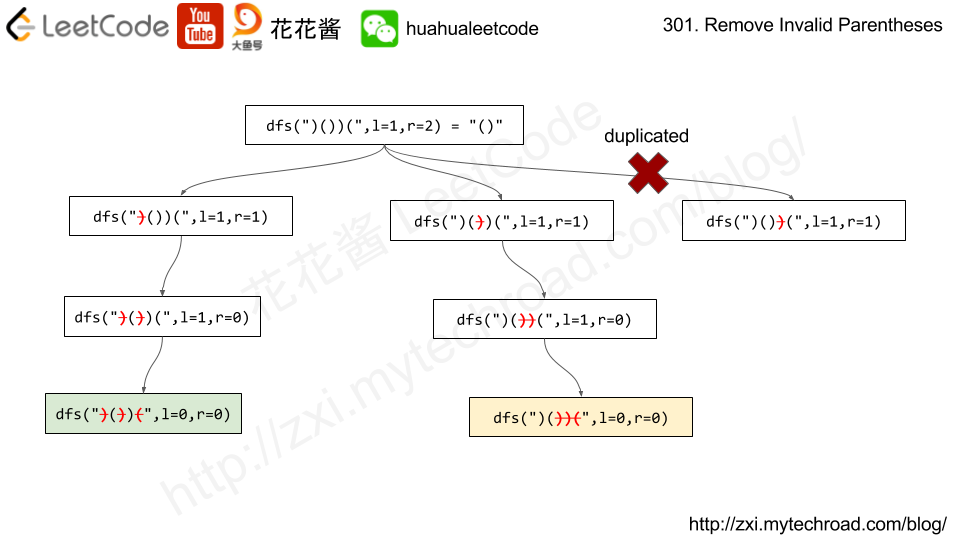 LeetCode
You
Tube
大鱼号
花花酱
huahualeetcode
301. Remove Invalid Parentheses
dfs(")())(",l=1,r=2) = "()"
duplicated
dfs(")())(",l=1,r=1)
dfs(")())(",l=1,r=1)
dfs(")())(",l=1,r=1)
dfs(")())(",l=1,r=0)
dfs(")())(",l=1,r=0)
dfs(")())(",l=0,r=0)
dfs(")())(",l=0,r=0)
花花酱 LeetCode
http://zxi.mytechroad.com/blog/
http://zxi.mytechroad.com/blog/